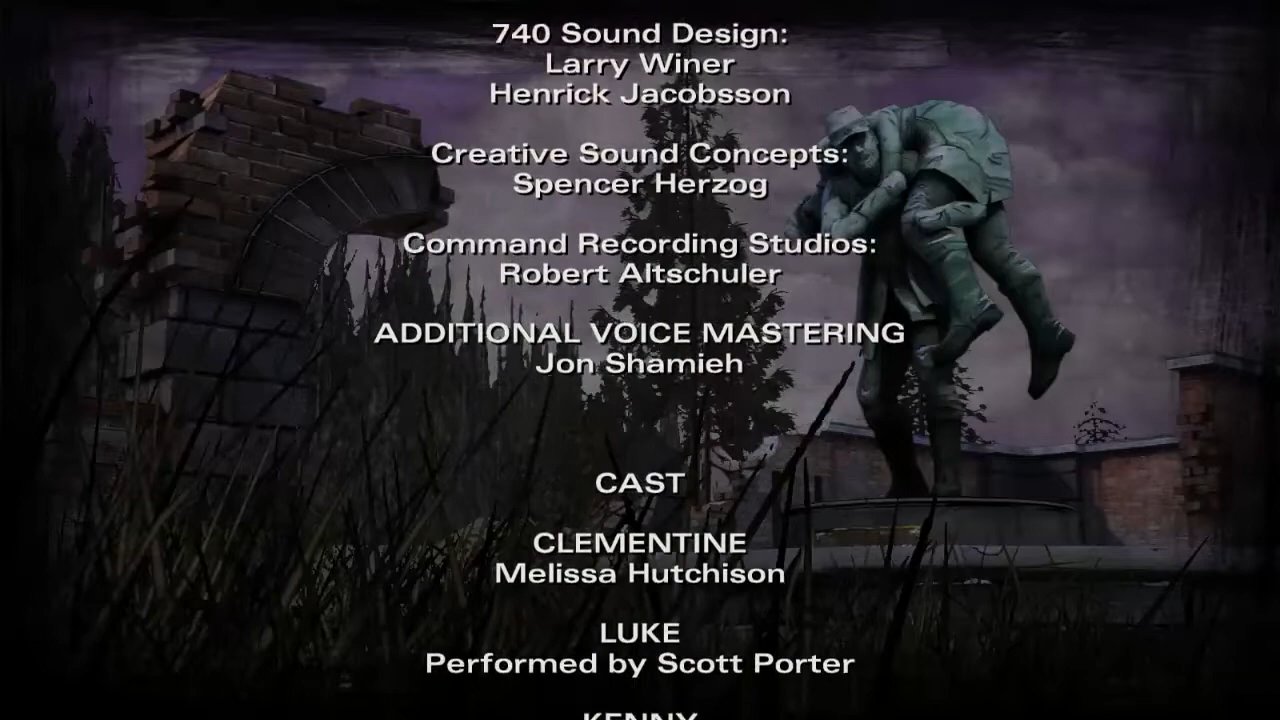 740 Sound Design:
Larry Winer
Henrick Jacobsson
Creative Sound Concepts:
Spencer Herzog
Command Recording Studios:
Robert Altschuler
ADDITIONAL VOICE MASTERING
Jon Shamieh
CAST
CLEMENTINE
Melissa Hutchison
LUKE
Performed by Scott Porter
KENNY